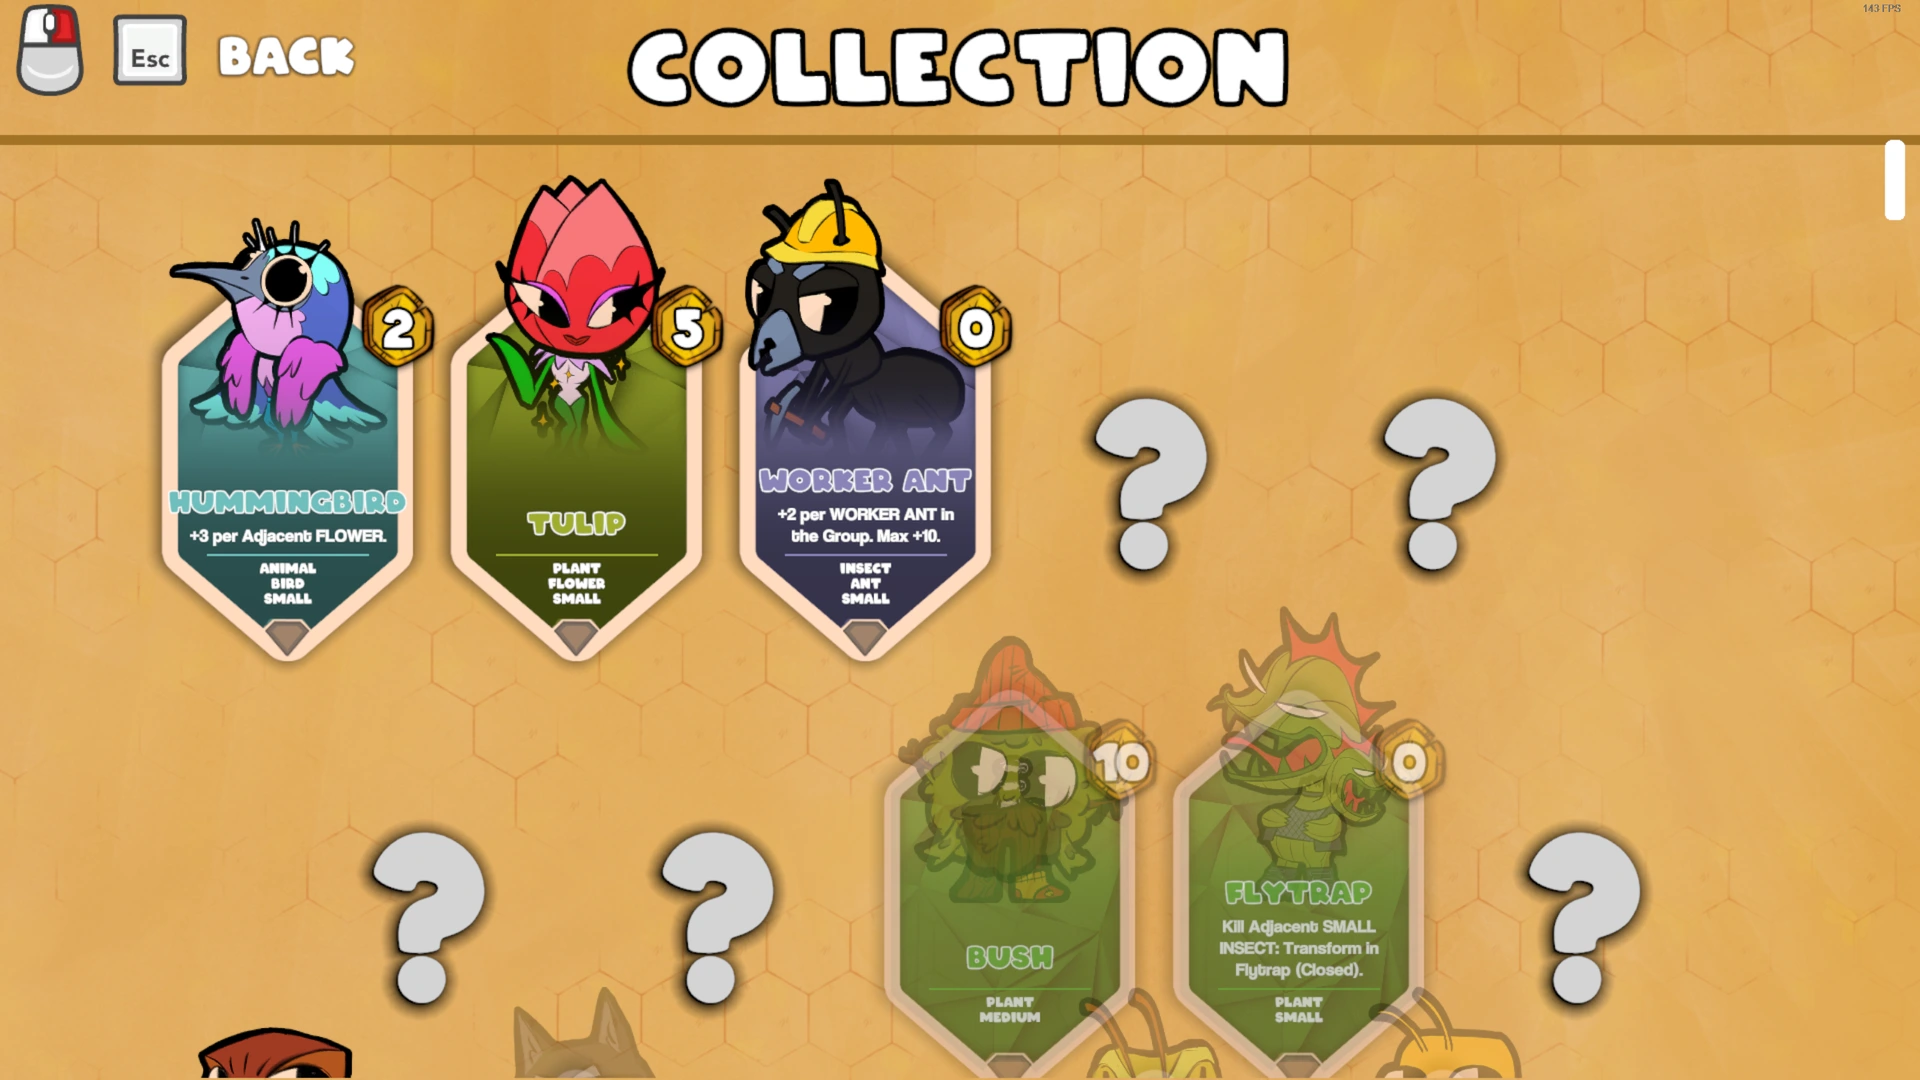 143 FPS
Esc
BACK
COLLECTION
2
HUMMINGBIRD
+3 per Adjacent FLOWER.
ANIMAL
BIRD
SMALL
5
TULIP
PLANT
FLOWER
SMALL
0
WORKER ANT
+2 per WORKER ANT in
the Group. Max +10.
INSECT
ANT
SMALL
?
?
?
?
10
BUSH
PLANT
MEDIUM
0
FLYTRAP
Kill Adjacent SMALL
INSECT: Transform in
Flytrap (Closed).
PLANT
SMALL
?